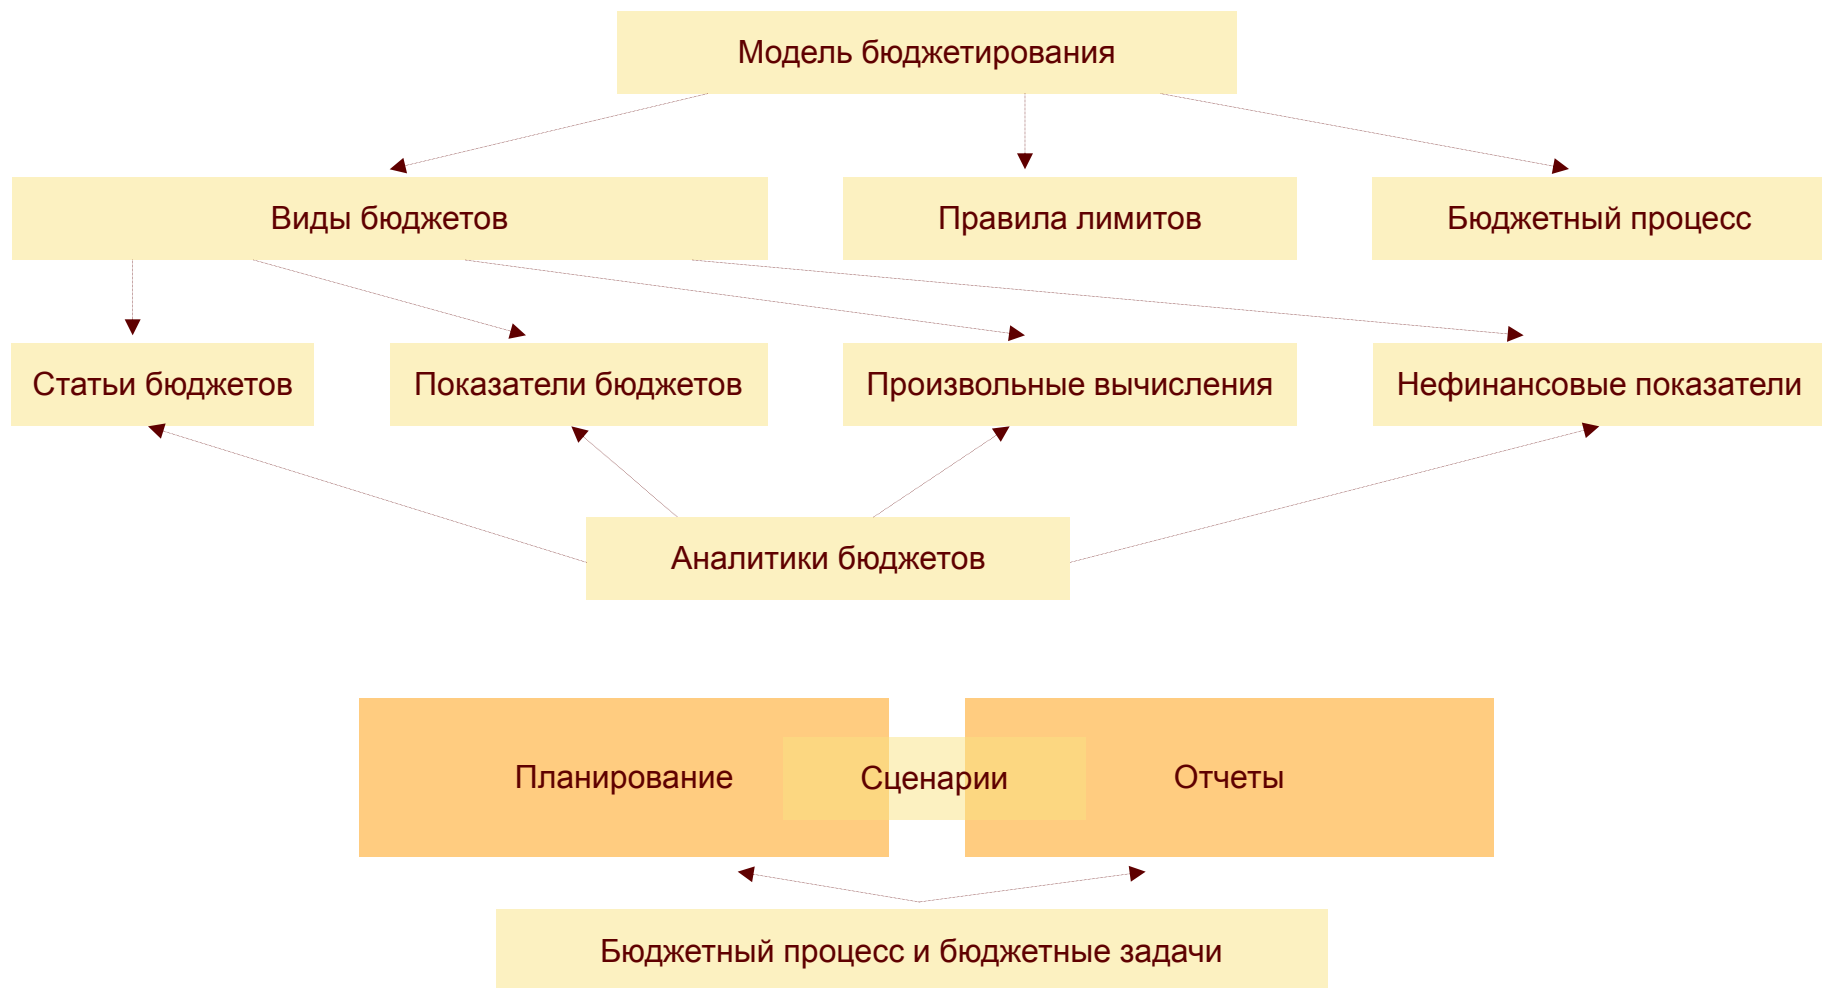 Модель бюджетирования
Виды бюджетов
Правила лимитов
Бюджетный процесс
Статьи бюджетов
Показатели бюджетов
Произвольные вычисления
Нефинансовые показатели
Аналитики бюджетов
Планирование
Сценарии
Отчеты
Бюджетный процесс и бюджетные задачи